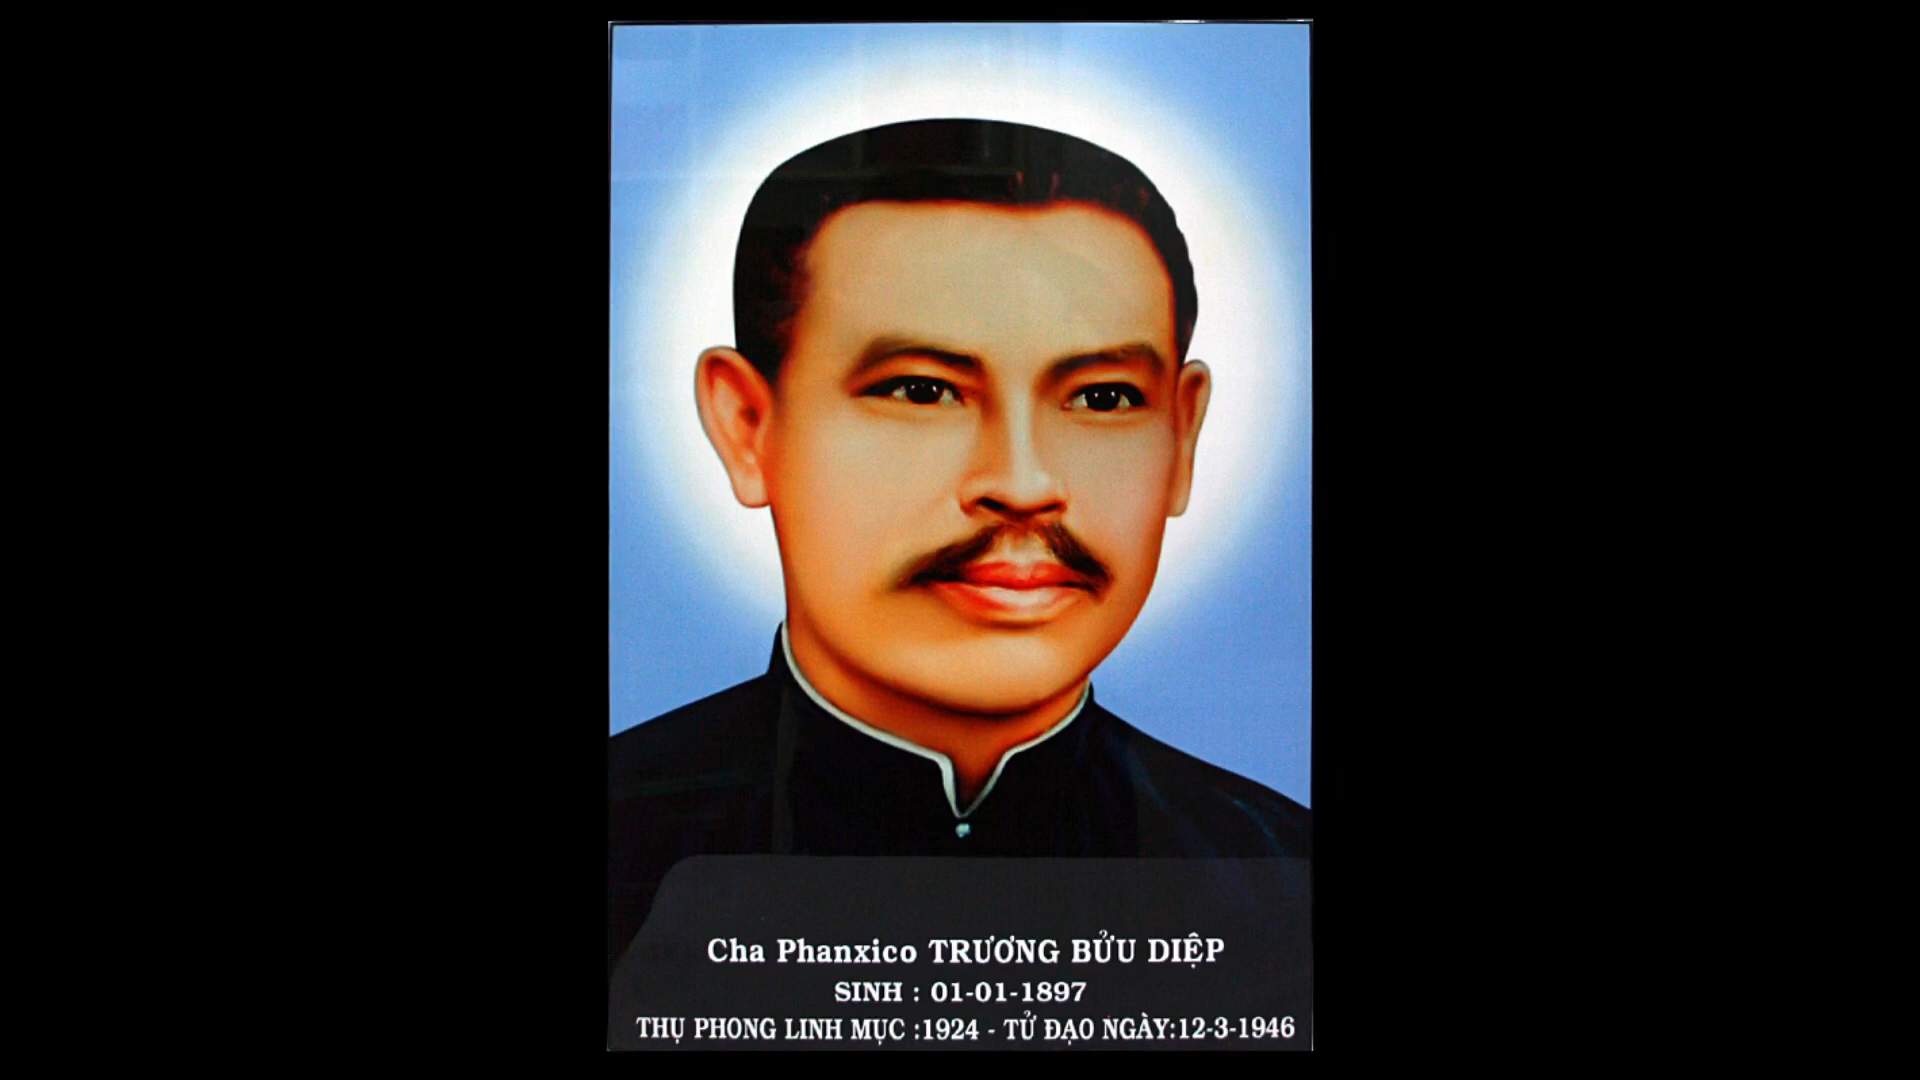 Cha Phanxico TRƯƠNG BỬU DIỆP
SINH : 01-01-1897
THỤ PHONG LINH MỤC :1924 - TỬ ĐẠO NGÀY:12-3-1946